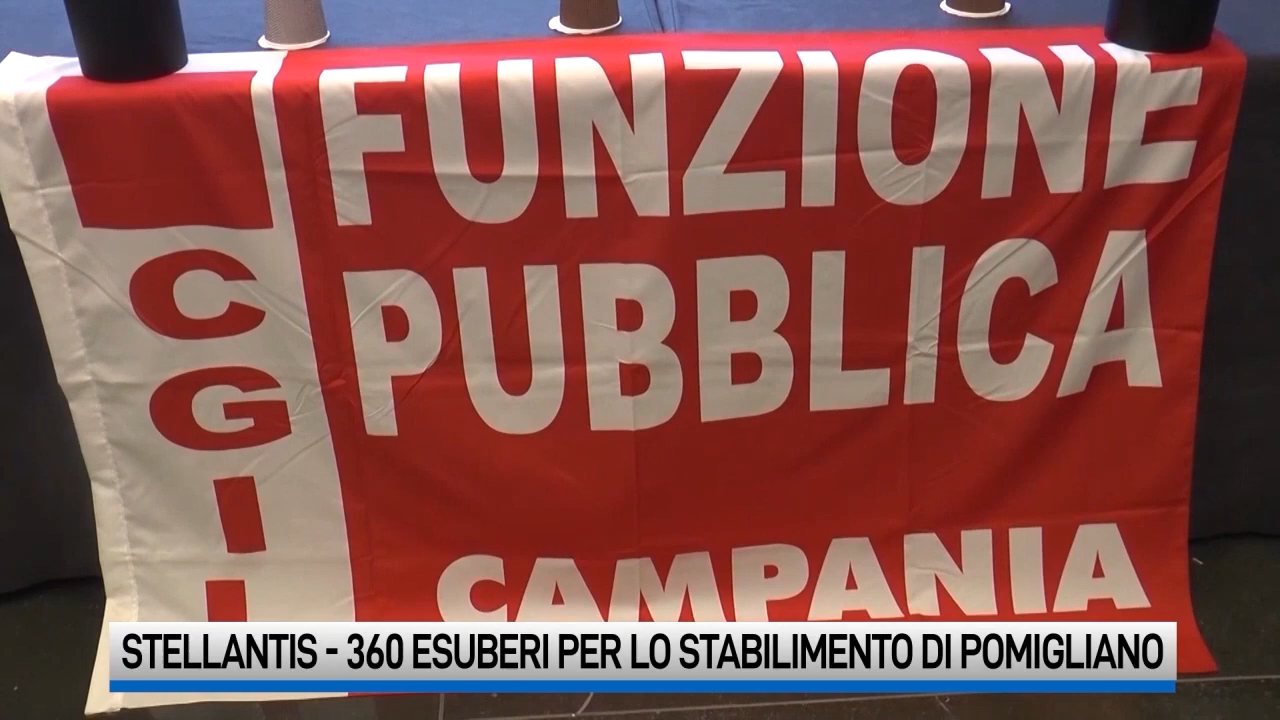 FUNZIONE
PUBBLICA
CAMPANIA
CGIL
STELLANTIS - 360 ESUBERI PER LO STABILIMENTO DI POMIGLIANO